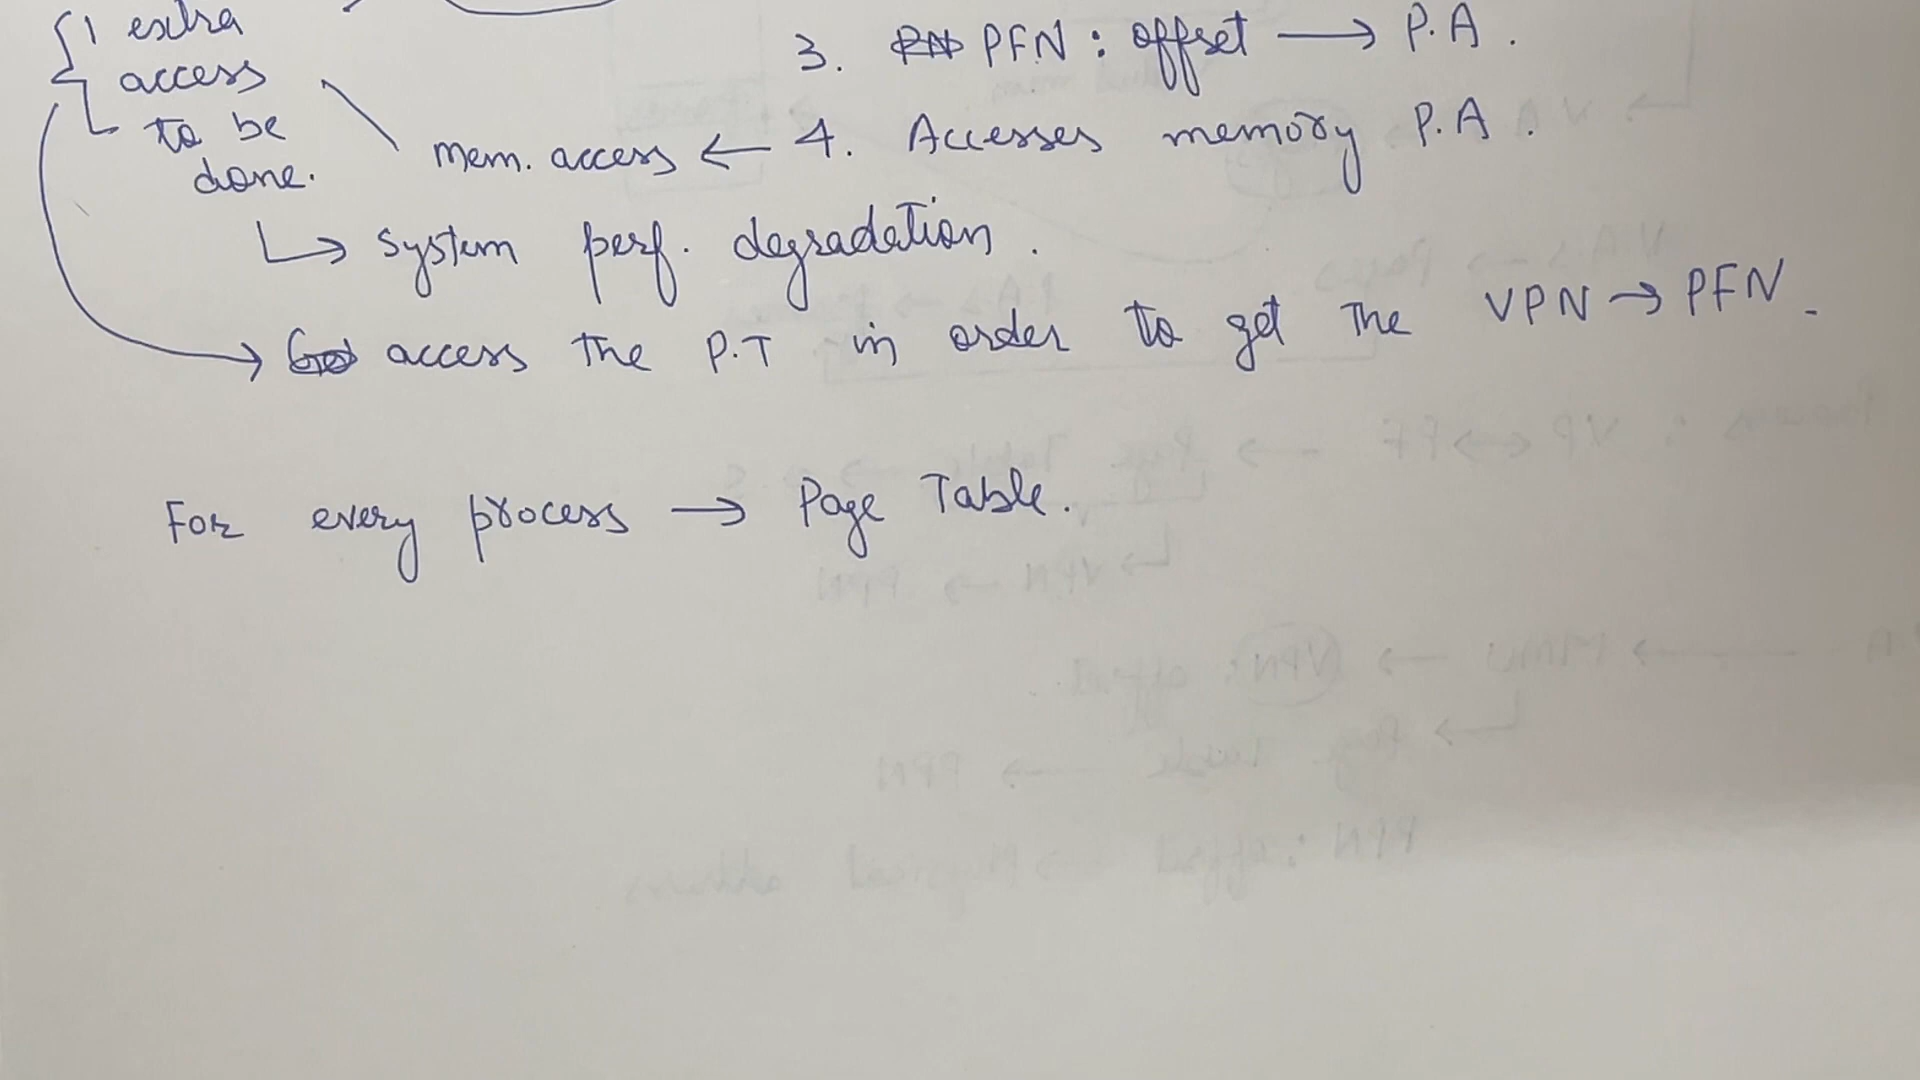 1 extra
access
to be
done.
3. PFN : offset → P.A.
mem. access ← 4. Accesses memory P.A.
↳ system perf. degradation.
→ access the P.T in order to get the VPN → PFN.
For every process → Page Table.